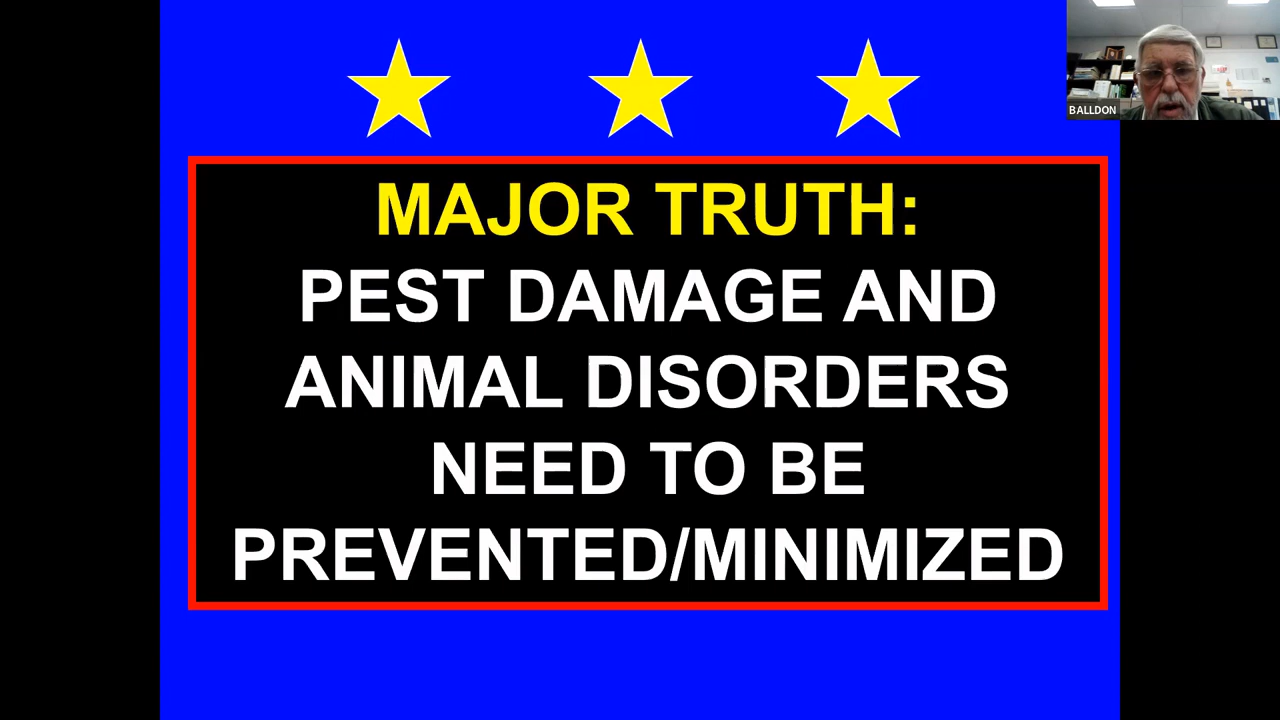 MAJOR TRUTH:
PEST DAMAGE AND
ANIMAL DISORDERS
NEED TO BE
PREVENTED/MINIMIZED
BALLDON